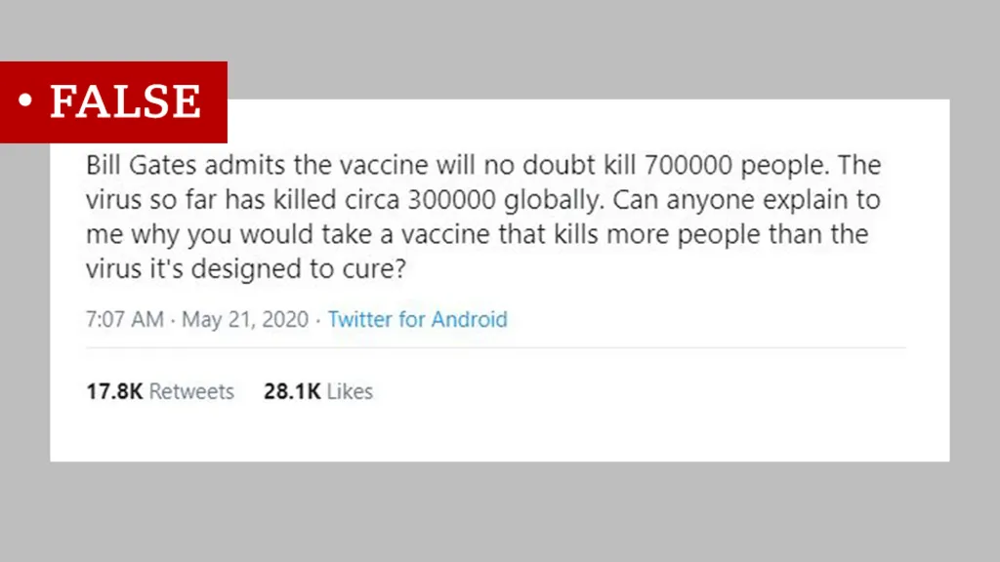 • FALSE
Bill Gates admits the vaccine will no doubt kill 700000 people. The
virus so far has killed circa 300000 globally. Can anyone explain to
me why you would take a vaccine that kills more people than the
virus it's designed to cure?
7:07 AM · May 21, 2020 · Twitter for Android
17.8K Retweets 28.1K Likes